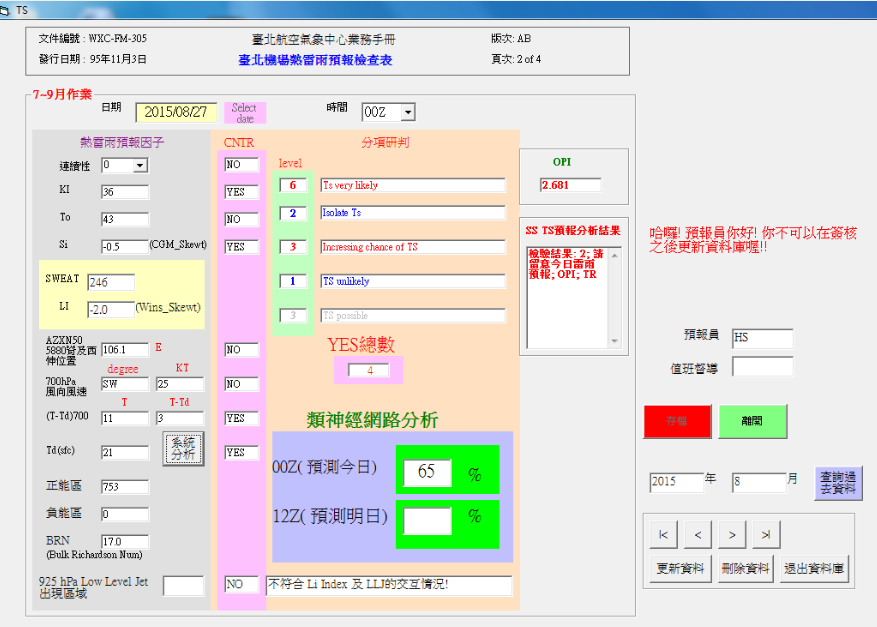 TS
文件編號 : WXC-FM-305
臺北航空氣象中心業務手冊
版次: AB
發行日期 : 95年11月3日
臺北機場熱雷雨預報檢查表
頁次: 2 of 4
7~9月作業
日期
2015/08/27
Select date
時間
00Z
熱雷雨預報因子
CNTR
分項研判
連續性
0
NO
level
KI
36
YES
6
Ts very likely
To
43
NO
2
Isolate Ts
Si
-0.5
(CGM_Skewt)
YES
3
Increasing chance of TS
SWEAT
246
1
TS unlikely
LI
-2.0
(Wins_Skewt)
3
TS possible
OPI
2.681
SS TS預報分析結果
檢驗結果: 2; 請
留意今日雷雨
預報; OPI; TR
哈囉! 預報員你好! 你不可以在簽核
之後更新資料庫喔!!
AZXN50
5880脊及西
伸位置
106.1
E
NO
YES總數
4
degree
KT
700hPa
風向風速
SW
25
NO
T
T-Td
(T-Td)700
11
3
YES
類神經網路分析
Td(sfc)
21
系統
分析
YES
00Z( 預測今日)
65
%
正能區
753
負能區
0
12Z( 預測明日)
%
BRN
17.0
(Bulk Richardson Num)
925 hPa Low Level Jet
出現區域
NO
不符合 Li Index 及 LLJ的交互情況!
預報員
HS
值班督導
存檔
離開
2015
年
8
月
查詢過
去資料
|<
<
>
>|
更新資料
刪除資料
退出資料庫